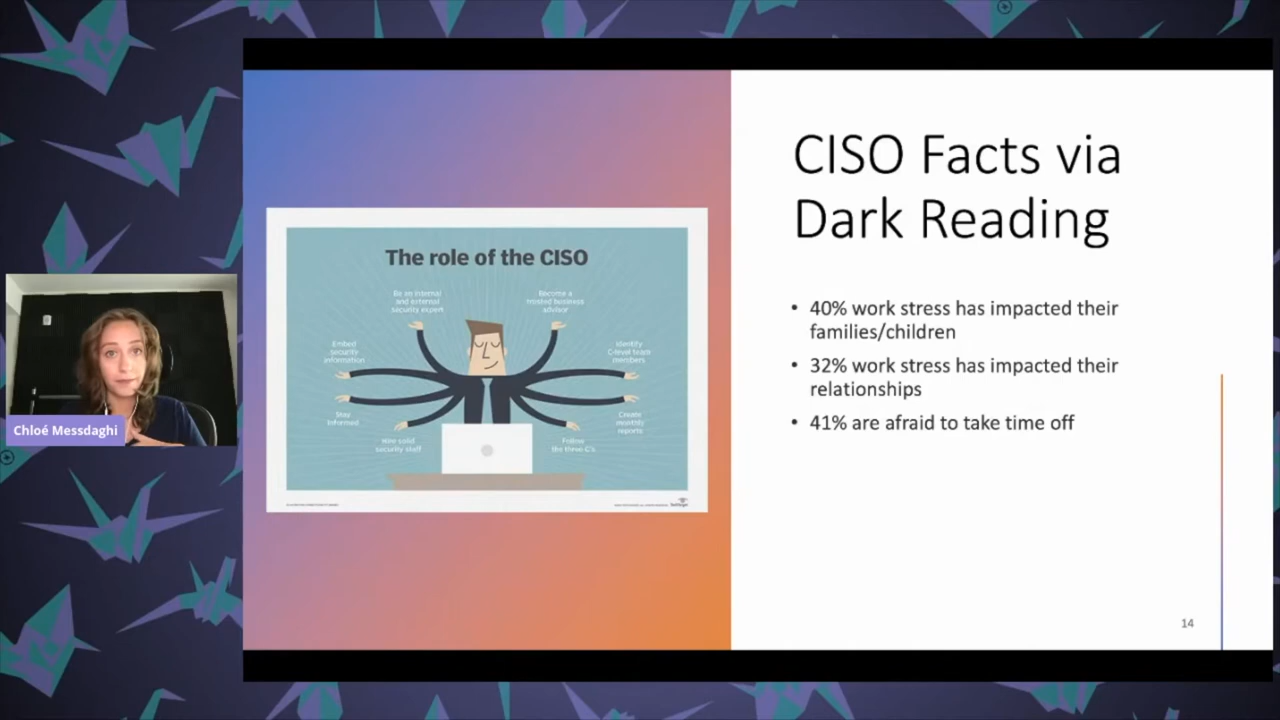 Chloé Messdaghi
The role of the CISO
Be an internal
and external
security expert
Become a
trusted business
advisor
Embed
security
information
Identify
C-level team
members
Stay
informed
Create
monthly
reports
Hire solid
security staff
Follow
the three C's
CISO Facts via
Dark Reading
• 40% work stress has impacted their
families/children
• 32% work stress has impacted their
relationships
• 41% are afraid to take time off
14